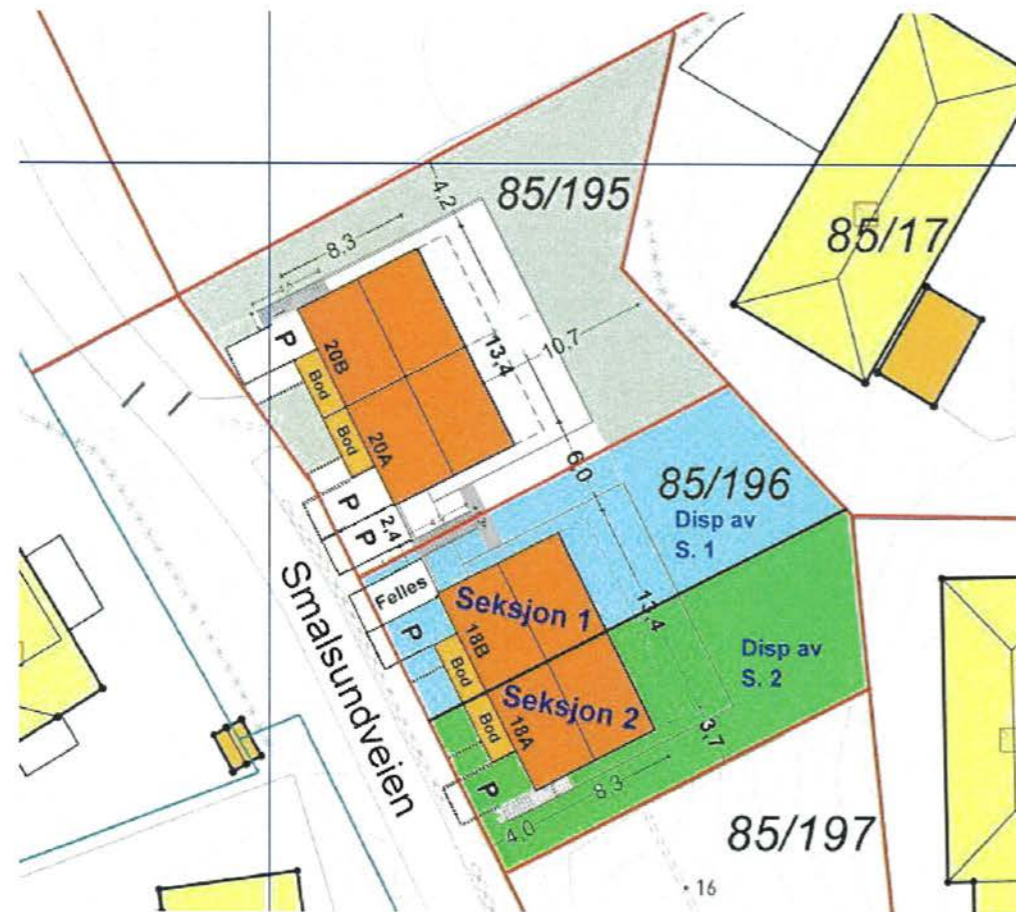 85/195
4,2
8,3
85/17
P
20B
Bod
13,4
10,7
Bod
20A
6,0
P
2,4
P
85/196
Disp av
S. 1
Felles
Seksjon 1
P
18B
13,4
Bod
Disp av
S. 2
Seksjon 2
Bod
18A
3,7
P
8,3
4,0
Smalsundveien
85/197
16